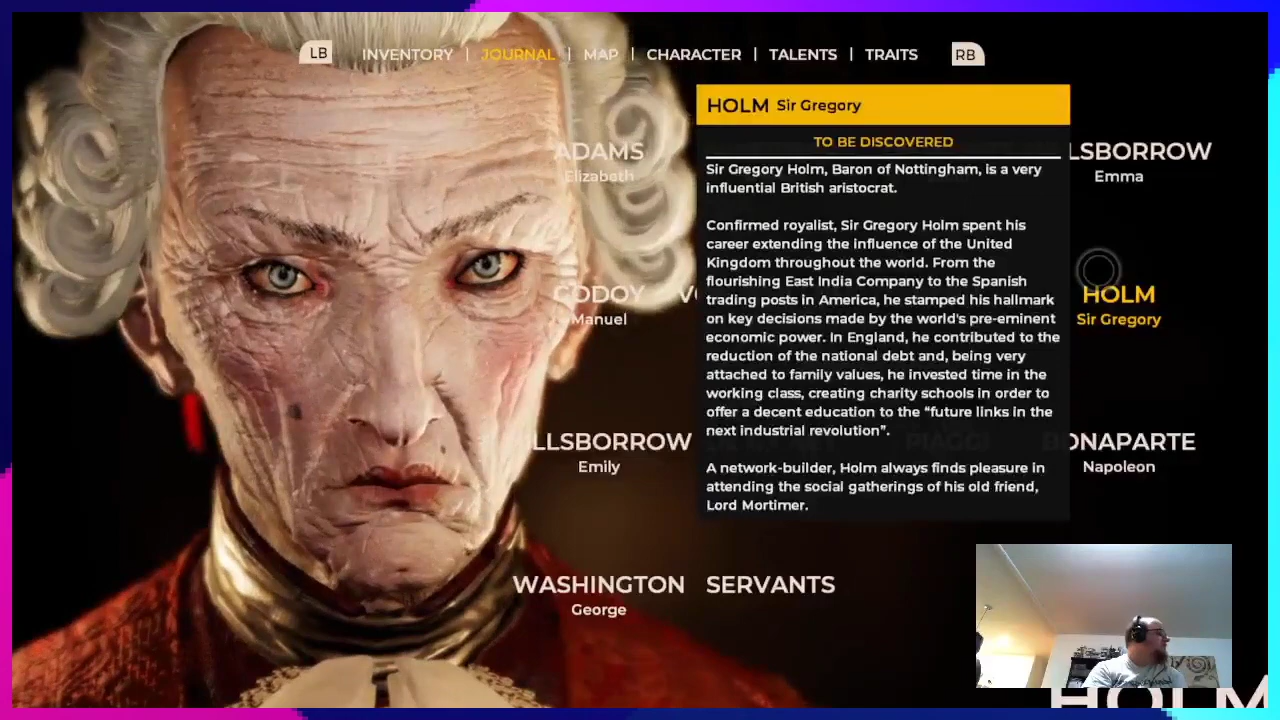 LB INVENTORY | JOURNAL | MAP | CHARACTER | TALENTS | TRAITS RB
HOLM Sir Gregory
TO BE DISCOVERED
Sir Gregory Holm, Baron of Nottingham, is a very
influential British aristocrat.
Confirmed royalist, Sir Gregory Holm spent his
career extending the influence of the United
Kingdom throughout the world. From the
flourishing East India Company to the Spanish
trading posts in America, he stamped his hallmark
on key decisions made by the world's pre-eminent
economic power. In England, he contributed to the
reduction of the national debt and, being very
attached to family values, he invested time in the
working class, creating charity schools in order to
offer a decent education to the “future links in the
next industrial revolution”.
A network-builder, Holm always finds pleasure in
attending the social gatherings of his old friend,
Lord Mortimer.
ADAMS
Elizabeth
LSBORROW
Emma
GODOY
Manuel
HOLM
Sir Gregory
LLSBORROW
Emily
PIAGGI
BONAPARTE
Napoleon
WASHINGTON
George
SERVANTS
HOLM